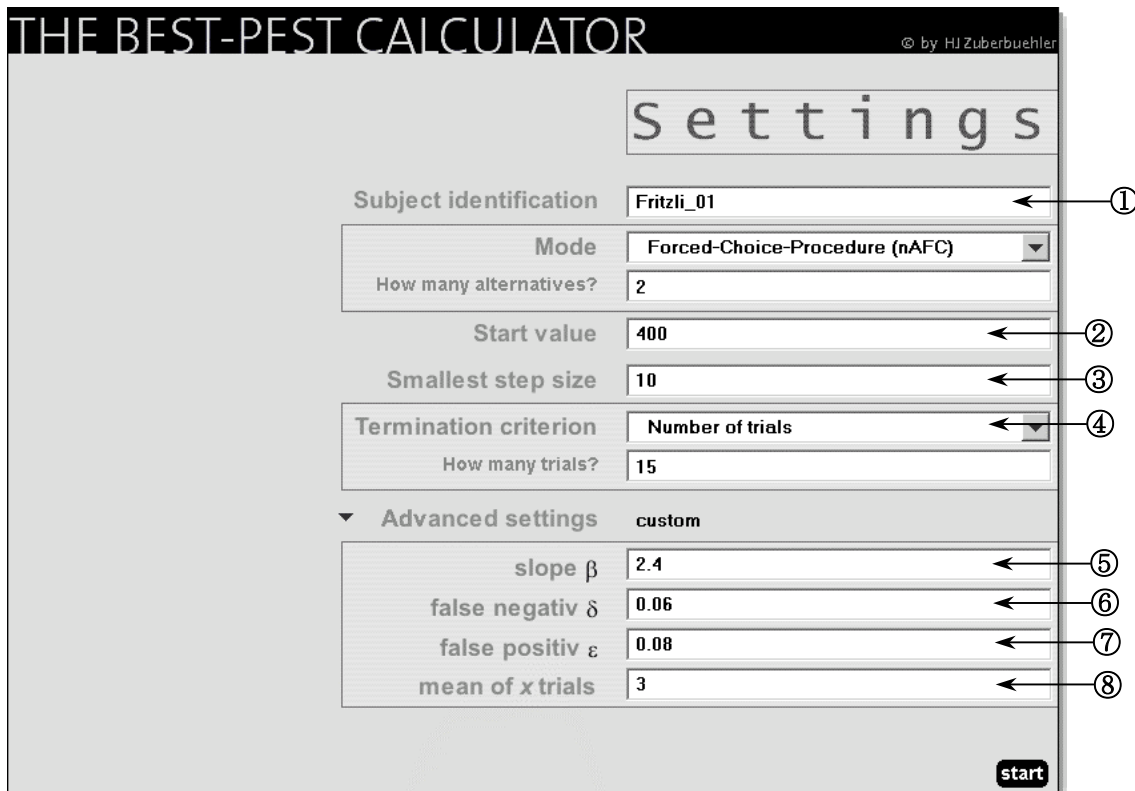 THE BEST-PEST CALCULATOR © by HJ Zuberbuehler
Settings
Subject identification Fritzli_01 ①
Mode Forced-Choice-Procedure (nAFC)
How many alternatives? 2
Start value 400 ②
Smallest step size 10 ③
Termination criterion Number of trials ④
How many trials? 15
Advanced settings custom
slope β 2.4 ⑤
false negativ δ 0.06 ⑥
false positiv ε 0.08 ⑦
mean of x trials 3 ⑧
start